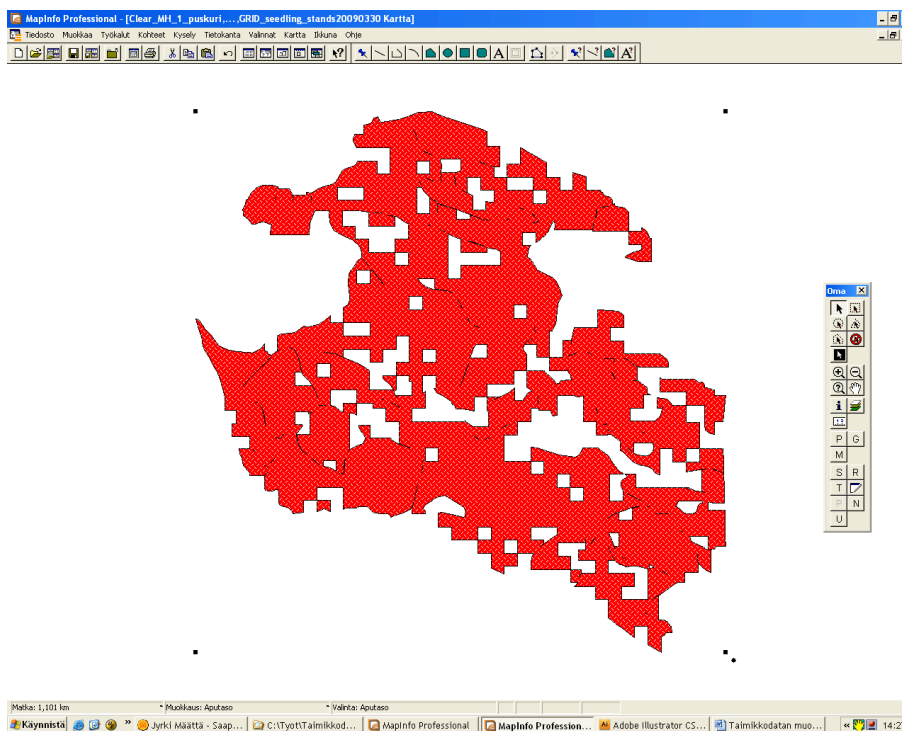 MapInfo Professional - [Clear_MH_1_puskuri,...,GRID_seedling_stands20090330 Kartta]
Tiedosto Muokkaa Työkalut Kohteet Kysely Tietokanta Valinnat Kartta Ikkuna Ohje
Oma
P G
M
S R
T
P N
U
Matka: 1,101 km * Muokkaus: Aputaso * Valinta: Aputaso
Käynnistä » Jyrki Määttä - Saap... C:\Tyot\Taimikkod... MapInfo Professional MapInfo Profession... Adobe Illustrator CS... Taimikkodatan muo... « 14:2